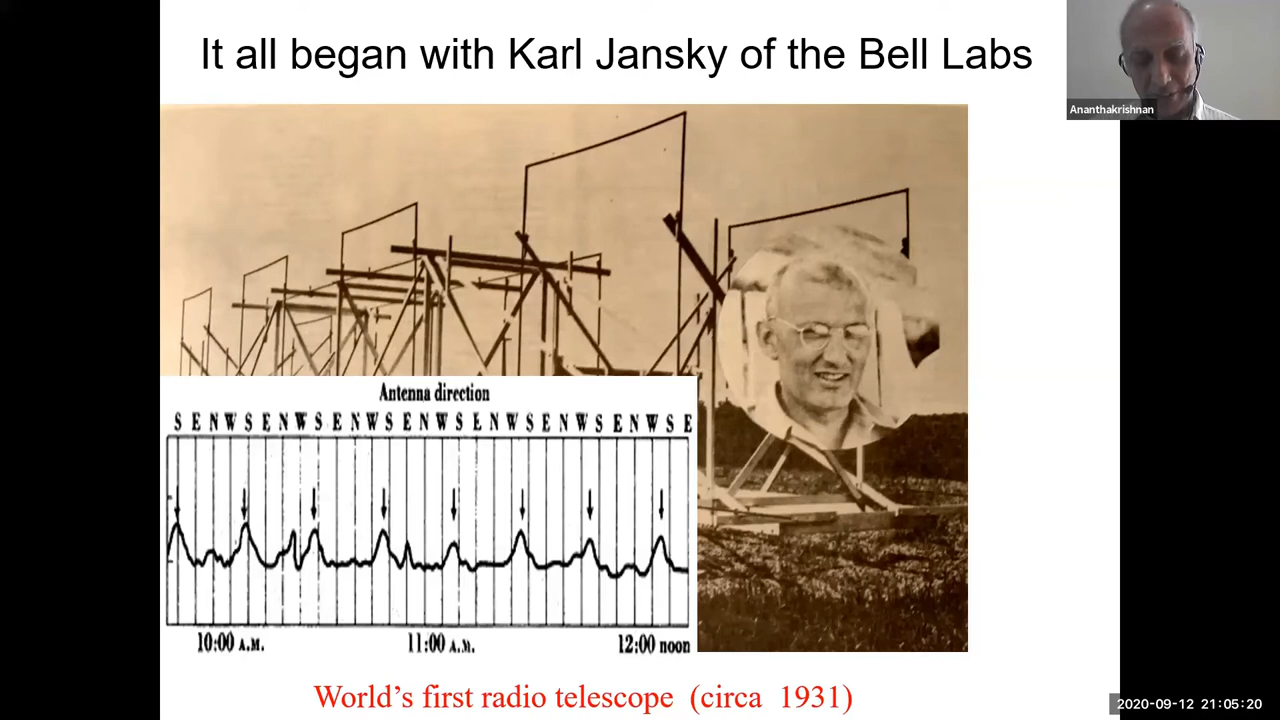 It all began with Karl Jansky of the Bell Labs
Ananthakrishnan
Antenna direction
S E N W S E N W S E N W S E N W S E N W S E N W S E N W S E
10:00 A.M. 11:00 A.M. 12:00 noon
World's first radio telescope (circa 1931)
2020-09-12 21:05:20